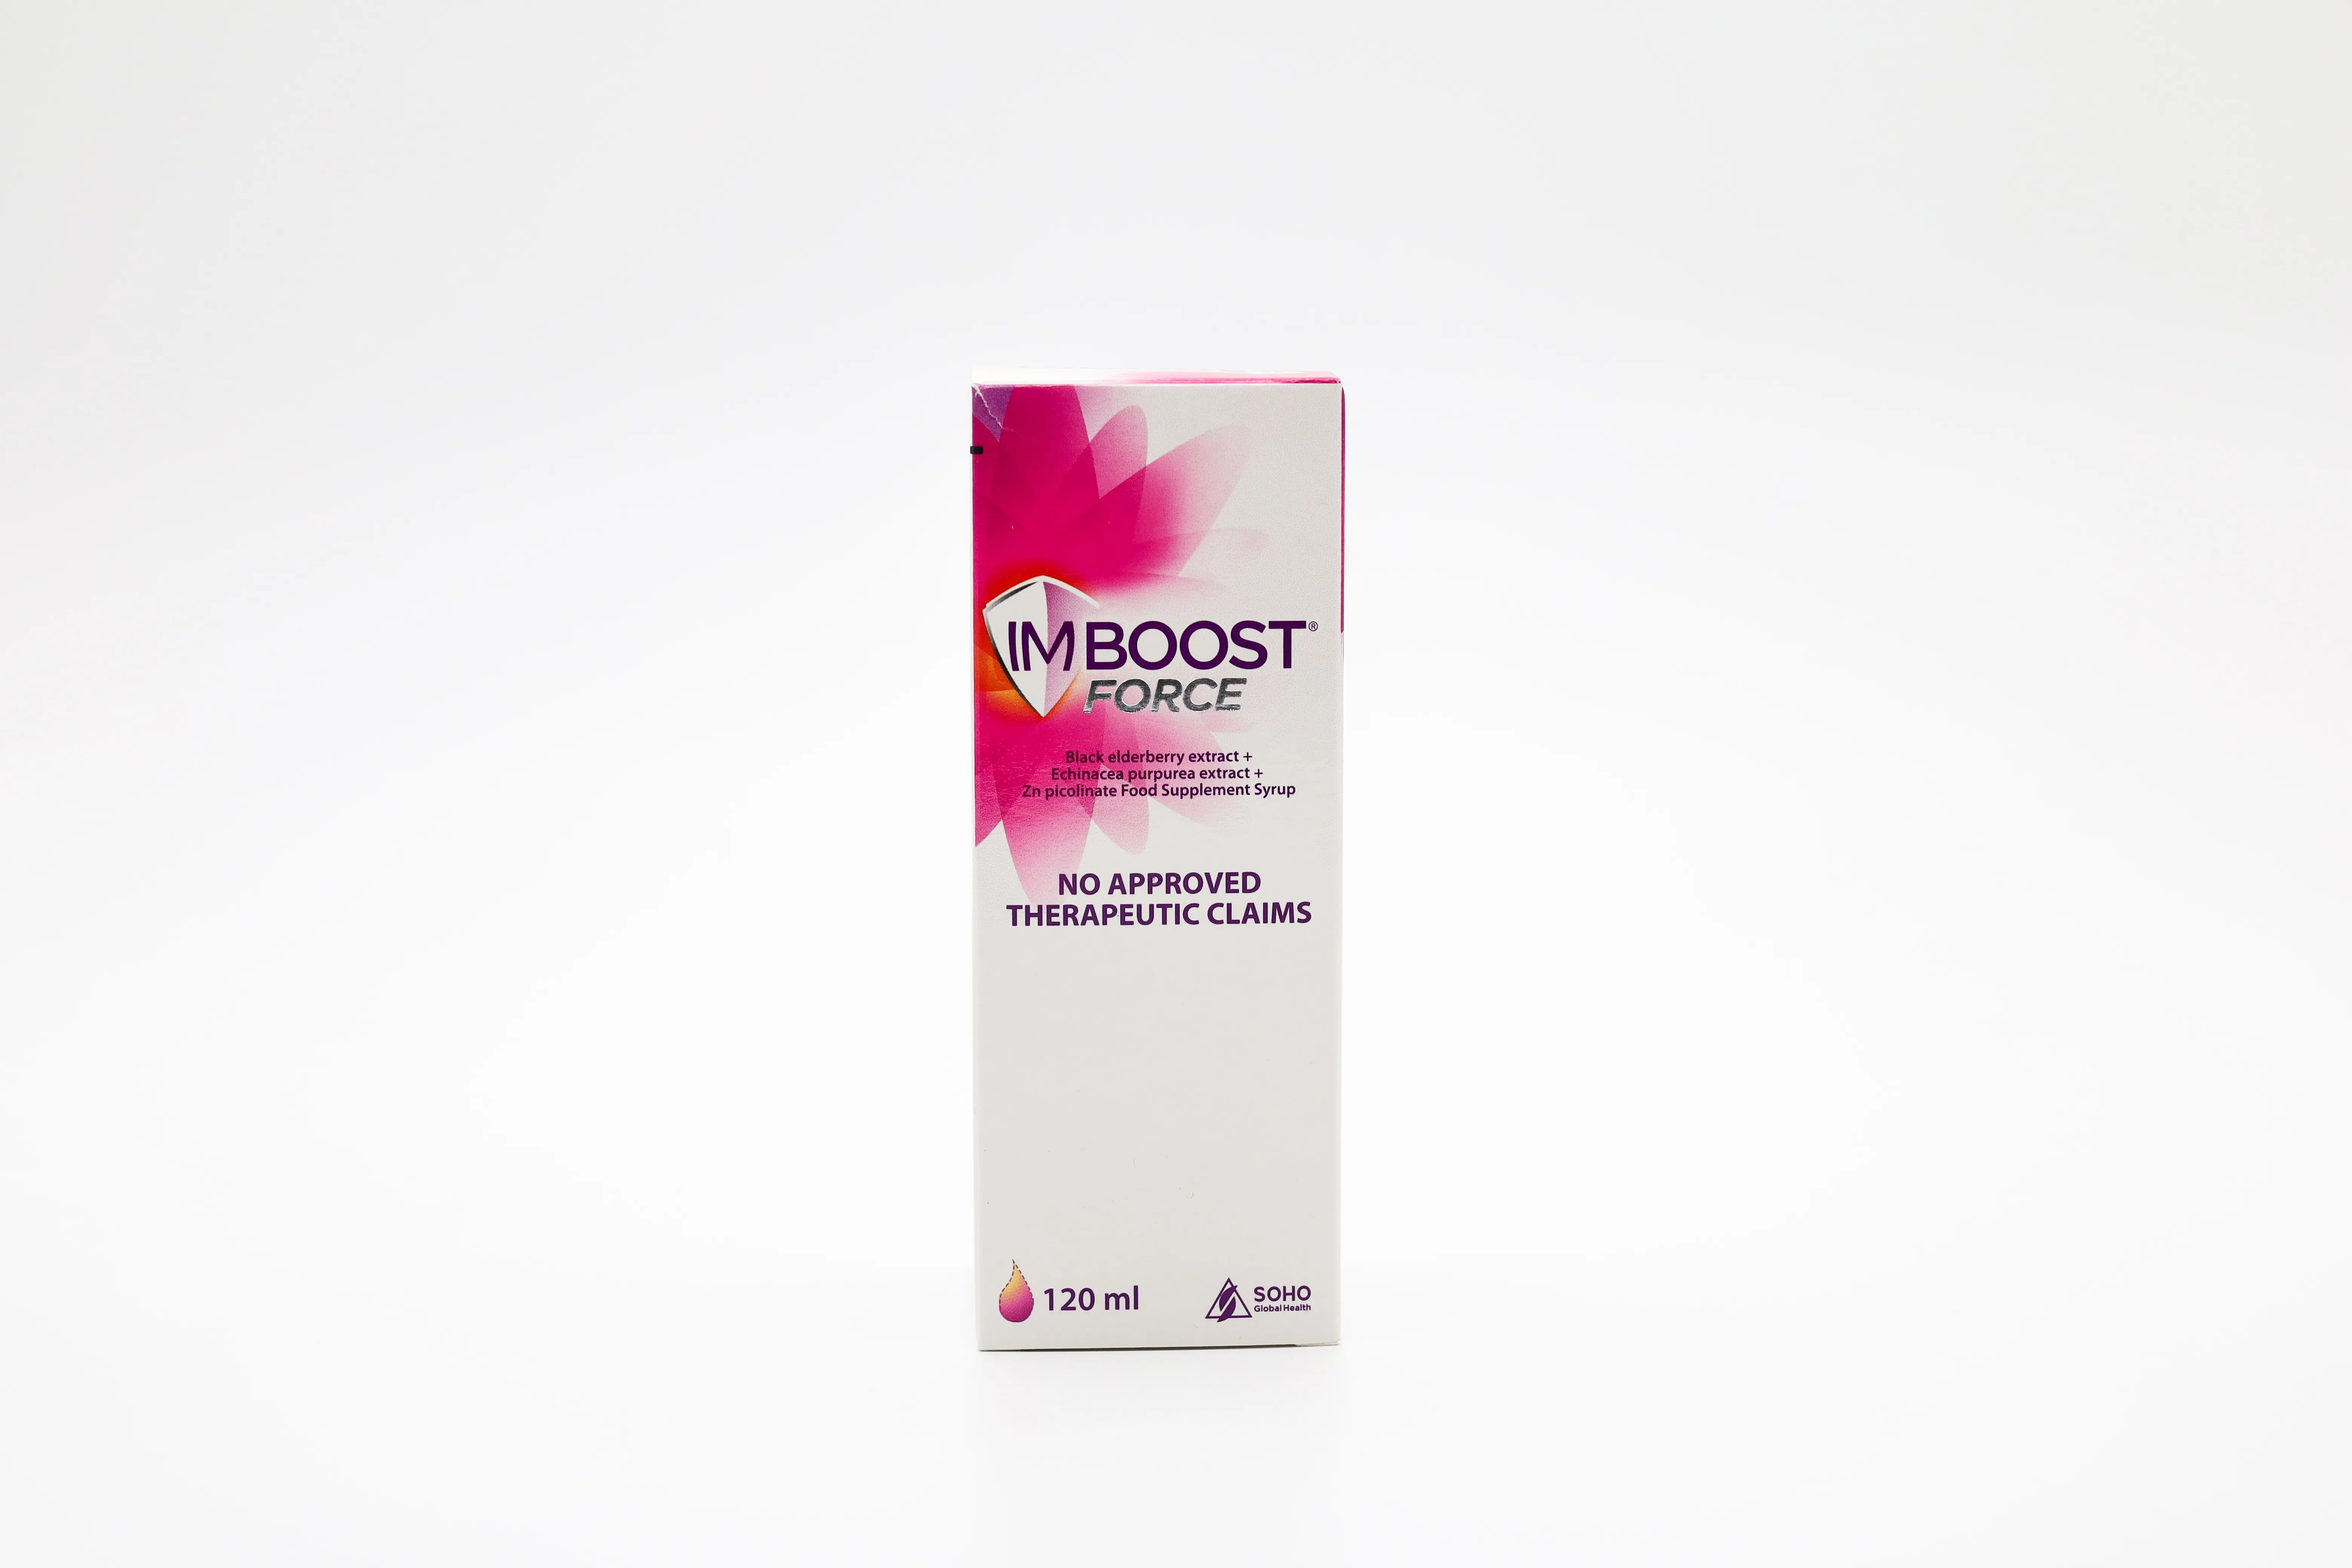 IMBOOST®
FORCE
Black elderberry extract +
Echinacea purpurea extract +
Zn picolinate Food Supplement Syrup
NO APPROVED
THERAPEUTIC CLAIMS
120 ml
SOHO
Global Health